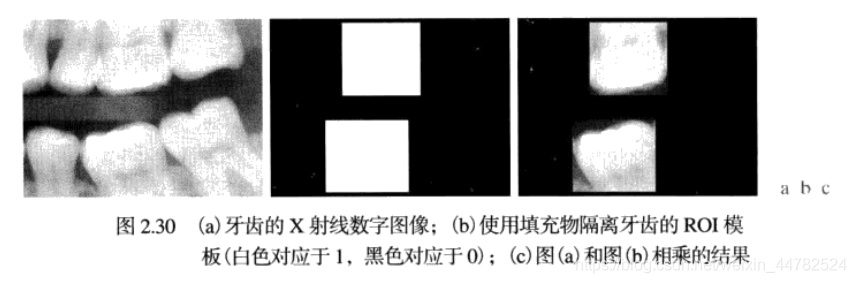 a b c
图 2.30 (a)牙齿的 X 射线数字图像；(b)使用填充物隔离牙齿的 ROI 模
板(白色对应于 1，黑色对应于 0)；(c)图(a)和图(b)相乘的结果
https://blog.csdn.net/weixin_44782524